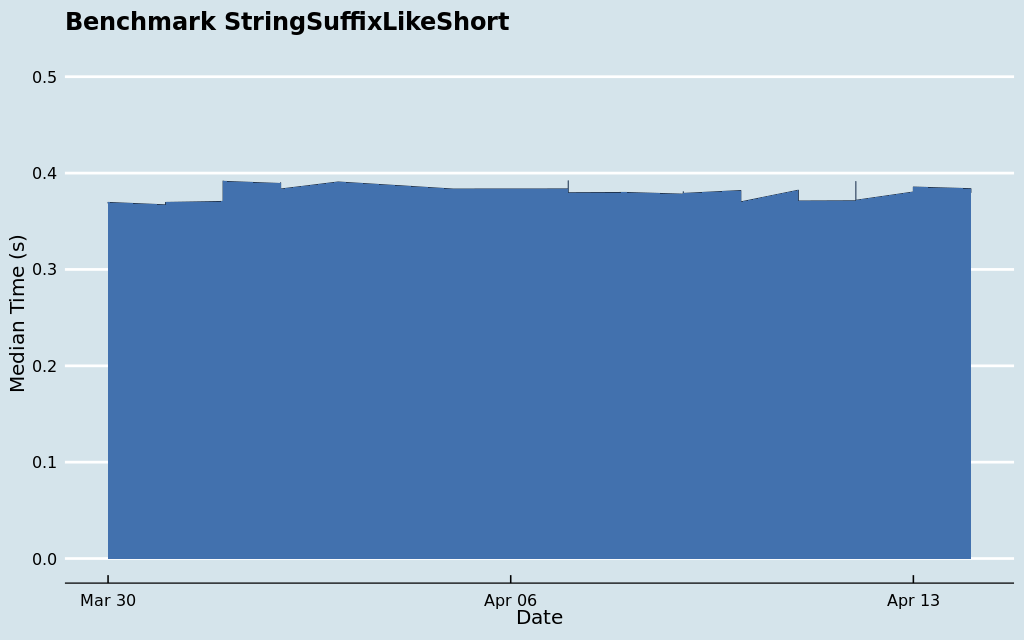 Benchmark StringSuffixLikeShort
0.5
0.4
0.3
0.2
0.1
0.0
Median Time (s)
Mar 30
Apr 06
Apr 13
Date